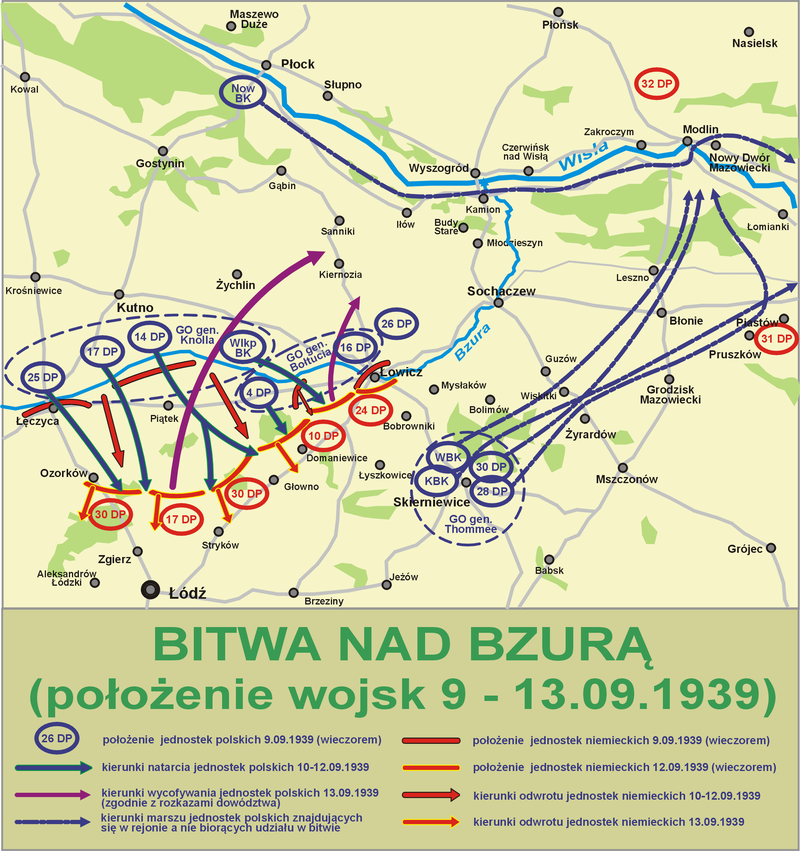 Maszewo
Duże
Płońsk
Nasielsk
Płock
Kowal
Now
BK
Słupno
32 DP
Zakroczym
Modlin
Czerwińsk
nad Wisłą
Wisła
Nowy Dwór
Mazowiecki
Gostynin
Wyszogród
Gąbin
Kamion
Iłów
Budy
Stare
Łomianki
Sanniki
Młodzieszyn
Kiernozia
Leszno
Krośniewice
Żychlin
Sochaczew
Kutno
Błonie
Piastów
31 DP
Pruszków
GO gen.
Knolla
14 DP
17 DP
Wlkp
BK
GO gen.
Bołtucia
16 DP
26 DP
Bzura
25 DP
Łowicz
Guzów
Grodzisk
Mazowiecki
Mysłaków
Wiskitki
4 DP
Bolimów
Łęczyca
Piątek
24 DP
Bobrowniki
Żyrardów
10 DP
Domaniewice
WBK
30 DP
KBK
28 DP
Łyszkowice
Mszczonów
Ozorków
Głowno
30 DP
Skierniewice
30 DP
17 DP
GO gen.
Thommee
Stryków
Zgierz
Grójec
Babsk
Aleksandrów
Łódzki
Jeżów
Łódź
Brzeziny
BITWA NAD BZURĄ
(położenie wojsk 9 - 13.09.1939)
26 DP
położenie jednostek polskich 9.09.1939 (wieczorem)
kierunki natarcia jednostek polskich 10-12.09.1939
kierunki wycofywania jednostek polskich 13.09.1939
(zgodnie z rozkazami dowództwa)
kierunki marszu jednostek polskich znajdujących
się w rejonie a nie biorących udziału w bitwie
położenie jednostek niemieckich 9.09.1939 (wieczorem)
położenie jednostek niemieckich 12.09.1939 (wieczorem)
kierunki odwrotu jednostek niemieckich 10-12.09.1939
kierunki odwrotu jednostek niemieckich 13.09.1939